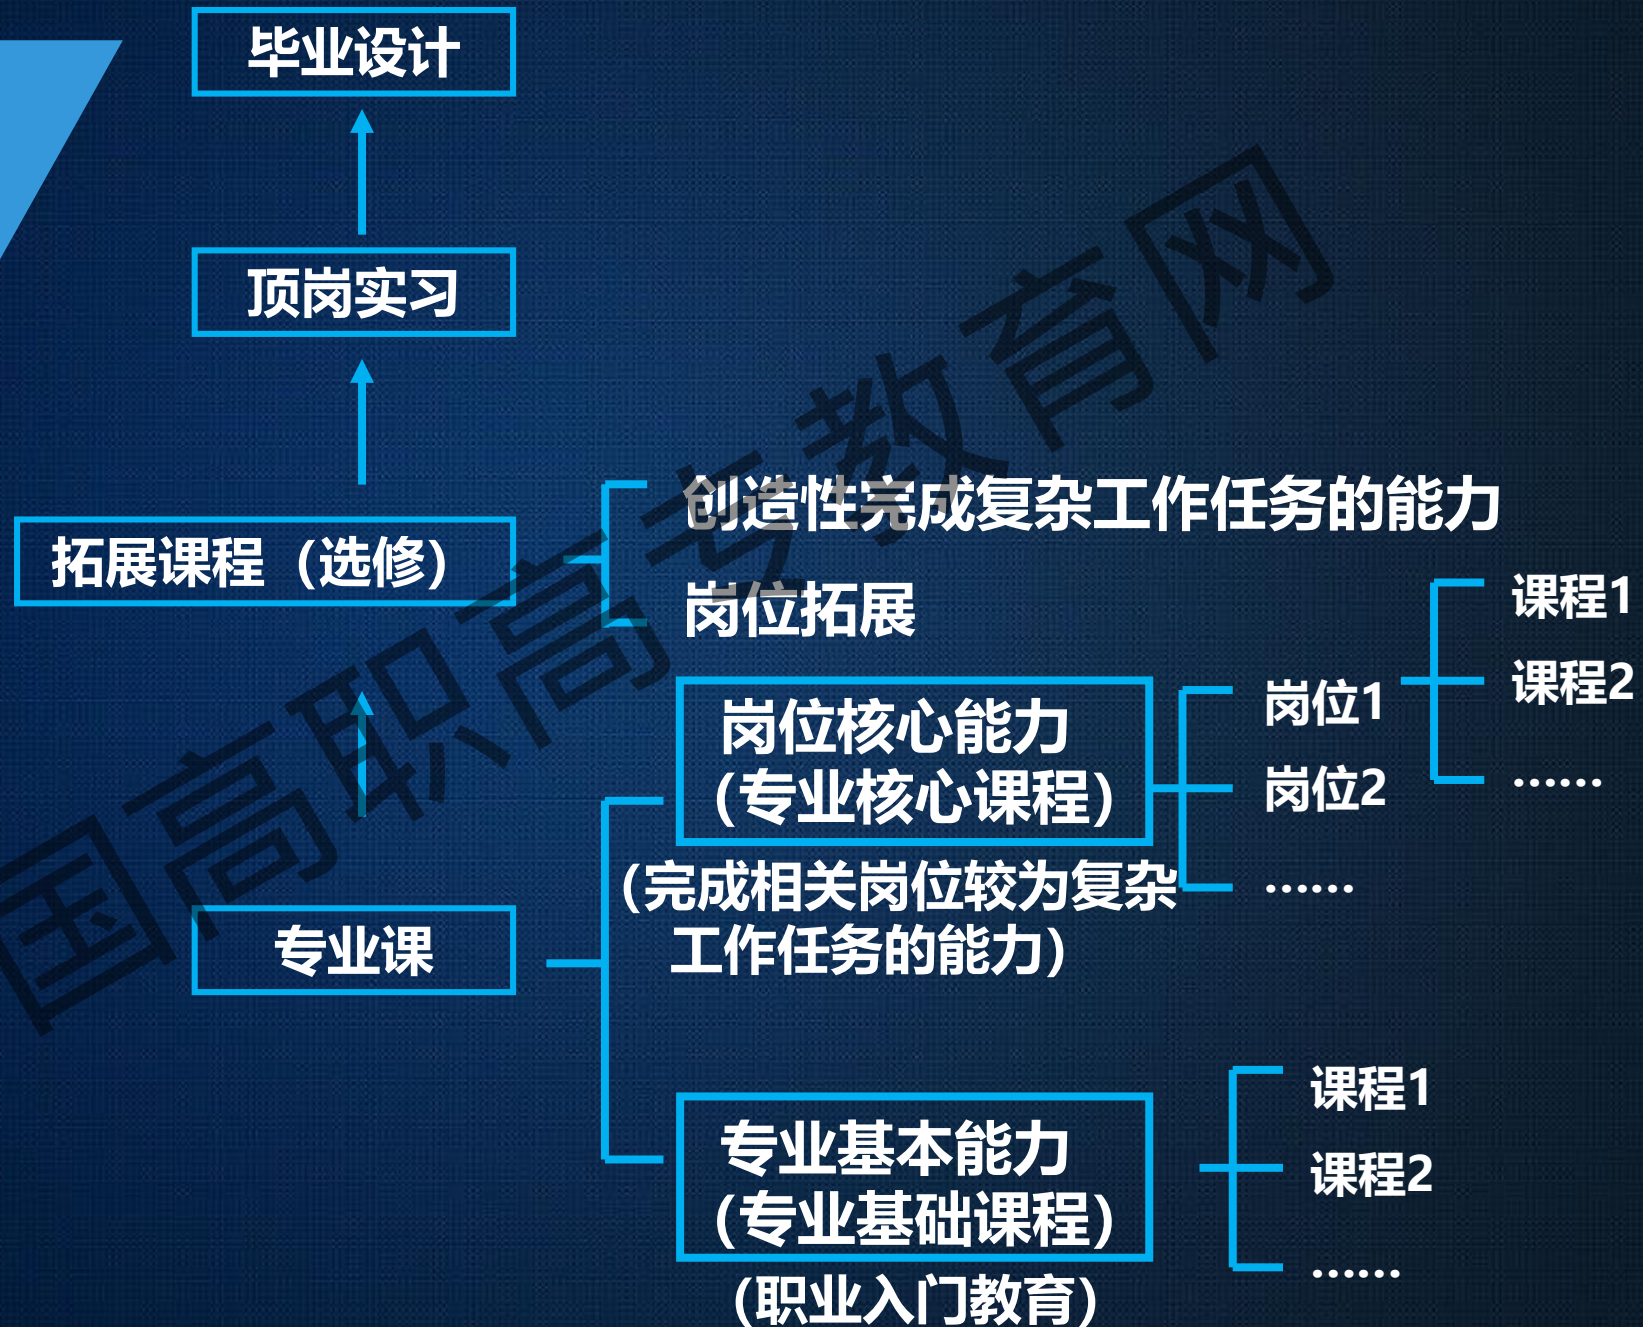 毕业设计
顶岗实习
拓展课程（选修）
创造性完成复杂工作任务的能力
岗位拓展
岗位核心能力
（专业核心课程）
岗位1
岗位2
……
课程1
课程2
……
（完成相关岗位较为复杂
工作任务的能力）
专业课
专业基本能力
（专业基础课程）
课程1
课程2
……
（职业入门教育）
国高职高专教育网